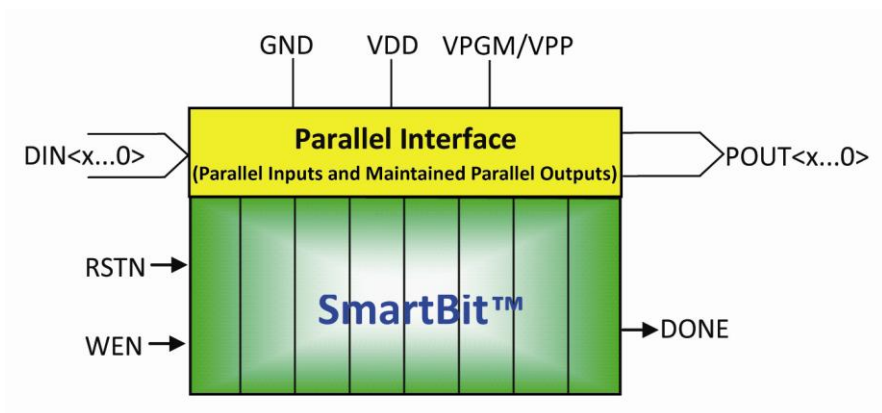 GND VDD VPGM/VPP
Parallel Interface
DIN<x...0>
POUT<x...0>
(Parallel Inputs and Maintained Parallel Outputs)
RSTN
SmartBit™
DONE
WEN